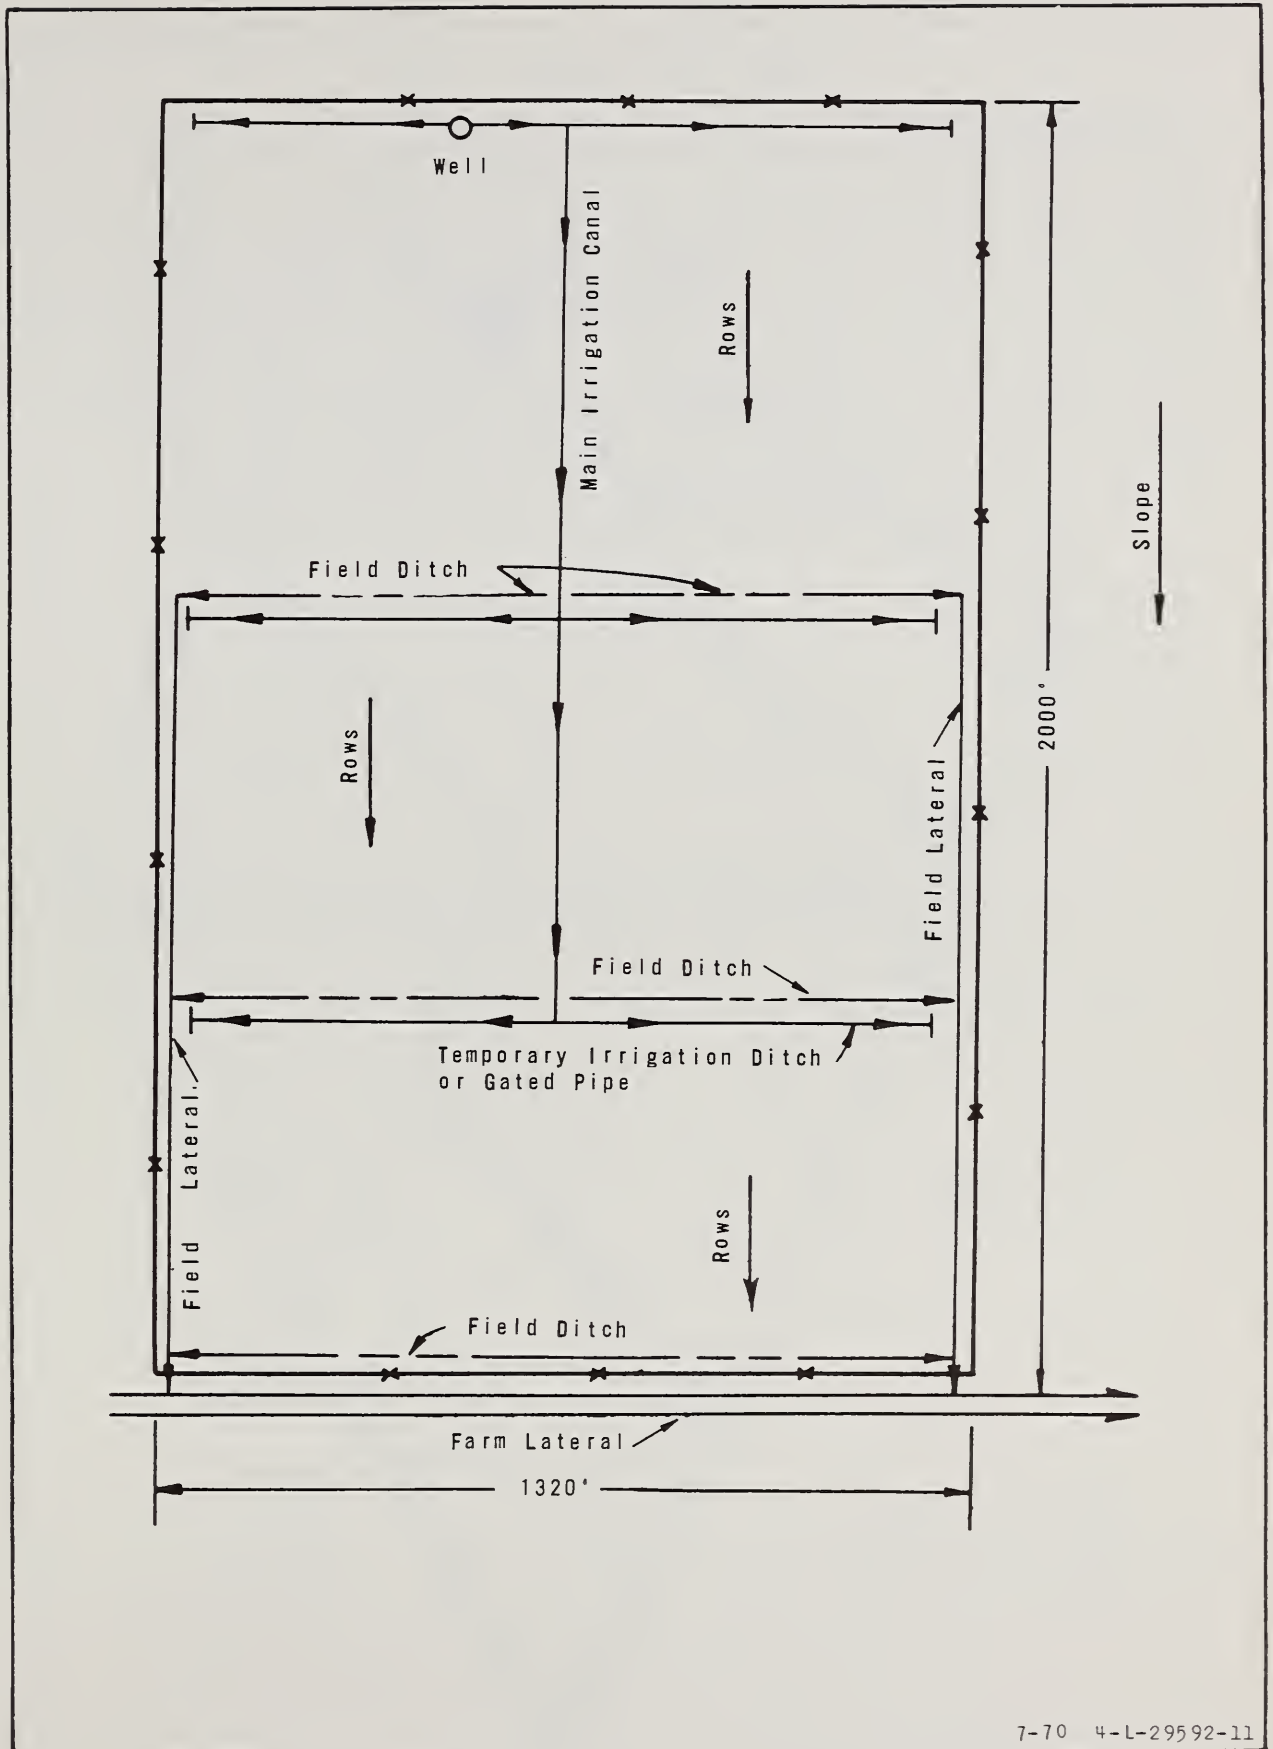 Well
Main Irrigation Canal
Rows
Slope
Field Ditch
2000'
Rows
Field Lateral
Field Ditch
Temporary Irrigation Ditch
or Gated Pipe
Field Lateral
Rows
Field Ditch
Farm Lateral
1320'
7-70 4-L-29592-11